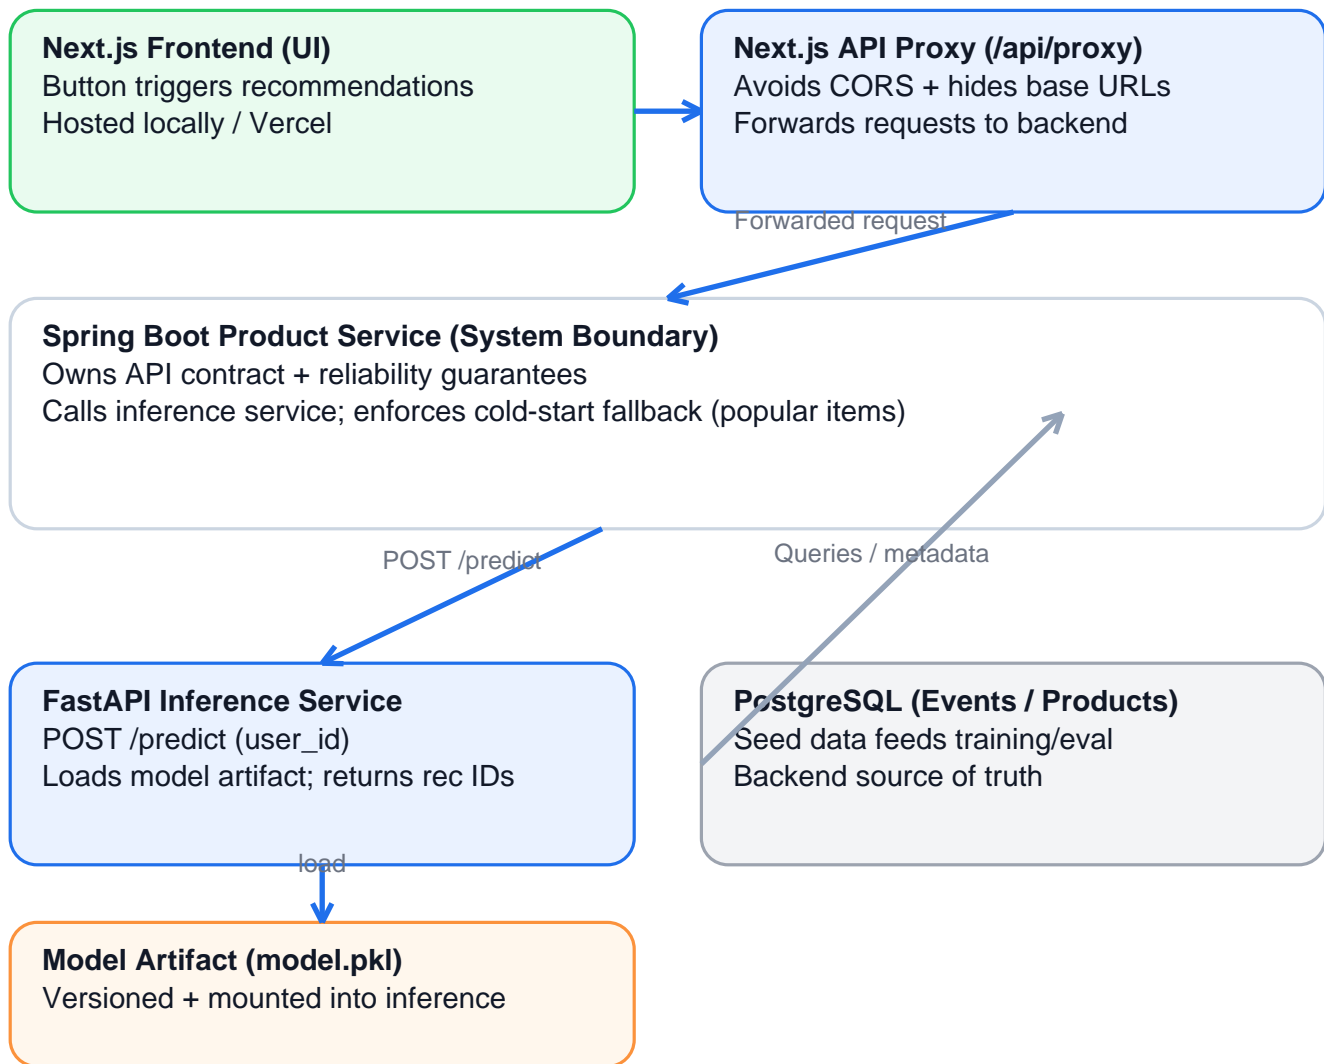 Next.js Frontend (UI)
Button triggers recommendations
Hosted locally / Vercel
Next.js API Proxy (/api/proxy)
Avoids CORS + hides base URLs
Forwards requests to backend
Forwarded request
Spring Boot Product Service (System Boundary)
Owns API contract + reliability guarantees
Calls inference service; enforces cold-start fallback (popular items)
POST /predict
Queries / metadata
FastAPI Inference Service
POST /predict (user_id)
Loads model artifact; returns rec IDs
PostgreSQL (Events / Products)
Seed data feeds training/eval
Backend source of truth
load
Model Artifact (model.pkl)
Versioned + mounted into inference